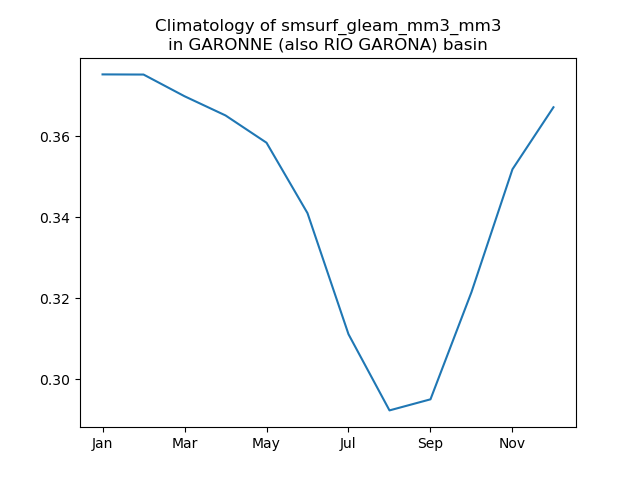 Climatology of smsurf_gleam_mm3_mm3
in GARONNE (also RIO GARONA) basin
0.36
0.34
0.32
0.30
Jan Mar May Jul Sep Nov